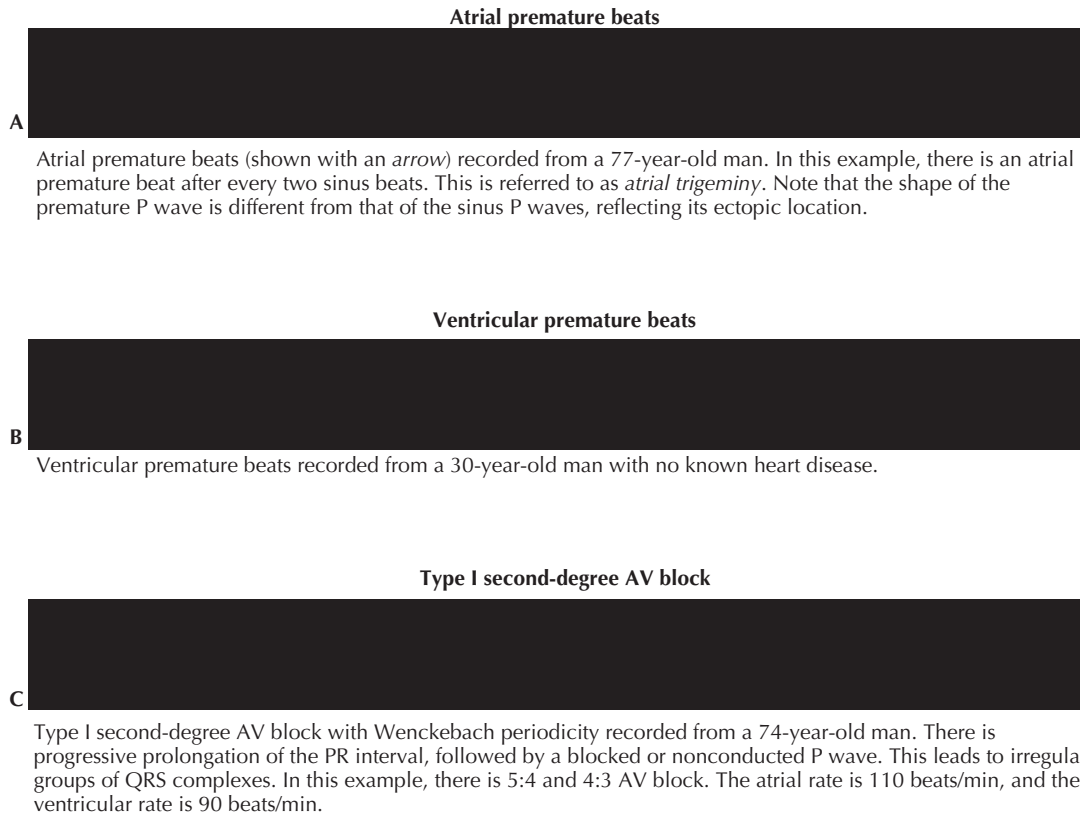 Atrial premature beats
A
Atrial premature beats (shown with an arrow) recorded from a 77-year-old man. In this example, there is an atrial
premature beat after every two sinus beats. This is referred to as atrial trigeminy. Note that the shape of the
premature P wave is different from that of the sinus P waves, reflecting its ectopic location.
Ventricular premature beats
B
Ventricular premature beats recorded from a 30-year-old man with no known heart disease.
Type I second-degree AV block
C
Type I second-degree AV block with Wenckebach periodicity recorded from a 74-year-old man. There is
progressive prolongation of the PR interval, followed by a blocked or nonconducted P wave. This leads to irregula
groups of QRS complexes. In this example, there is 5:4 and 4:3 AV block. The atrial rate is 110 beats/min, and the
ventricular rate is 90 beats/min.